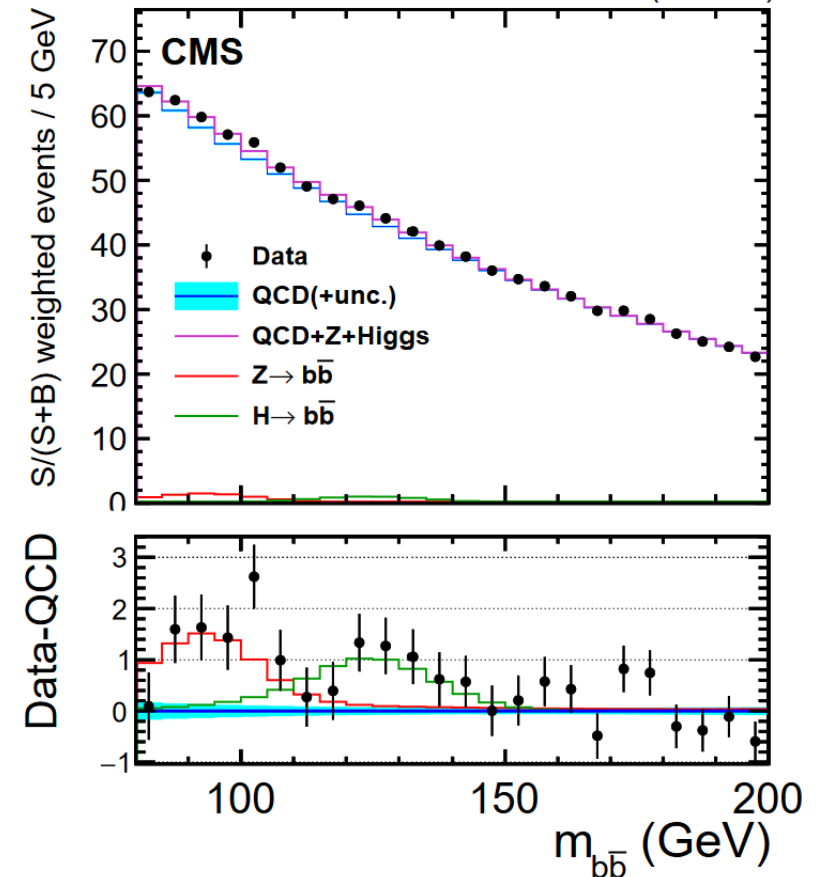 CMS
S/(S+B) weighted events / 5 GeV
70
60
50
40
30
20
10
0
Data
QCD(+unc.)
QCD+Z+Higgs
Z→ bb̅
H→ bb̅
Data-QCD
3
2
1
0
−1
100 150 200
m_bb̅ (GeV)